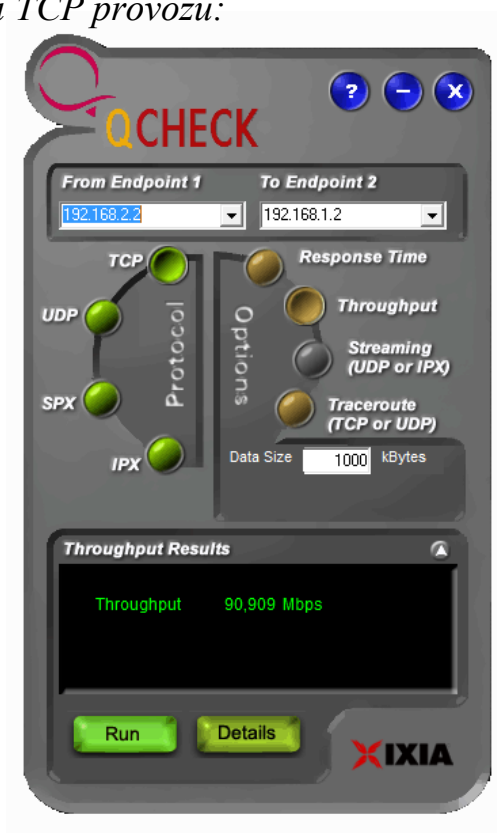 TCP provozu:
? – X
QCHECK
From Endpoint 1 To Endpoint 2
192.168.2.2 192.168.1.2
TCP
UDP
SPX
IPX
Protocol
Options
Response Time
Throughput
Streaming
(UDP or IPX)
Traceroute
(TCP or UDP)
Data Size 1000 kBytes
Throughput Results
Throughput 90,909 Mbps
Run Details
XIXIA